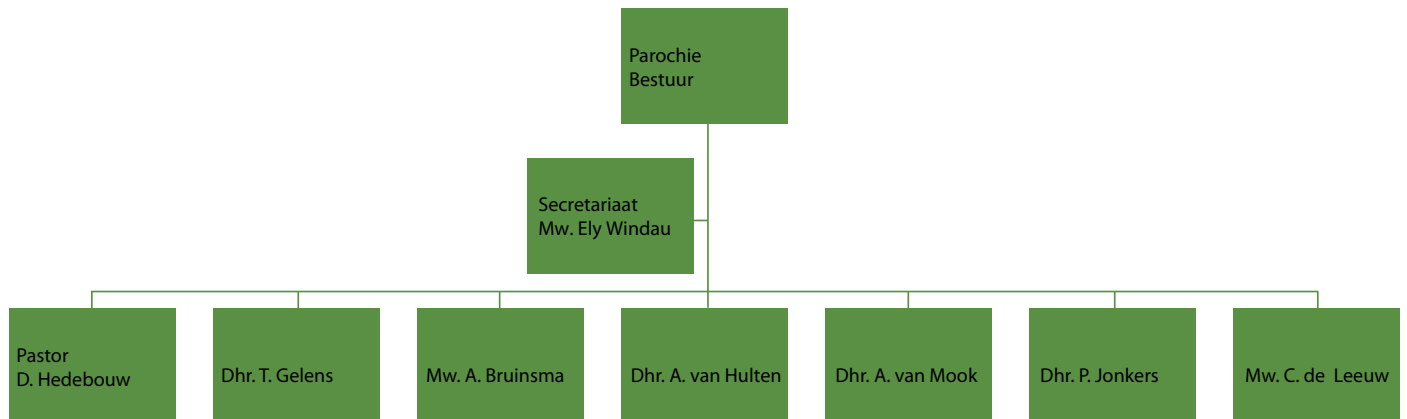 Parochie
Bestuur
Secretariaat
Mw. Ely Windau
Pastor
D. Hedebouw
Dhr. T. Gelens
Mw. A. Bruinsma
Dhr. A. van Hulten
Dhr. A. van Mook
Dhr. P. Jonkers
Mw. C. de  Leeuw